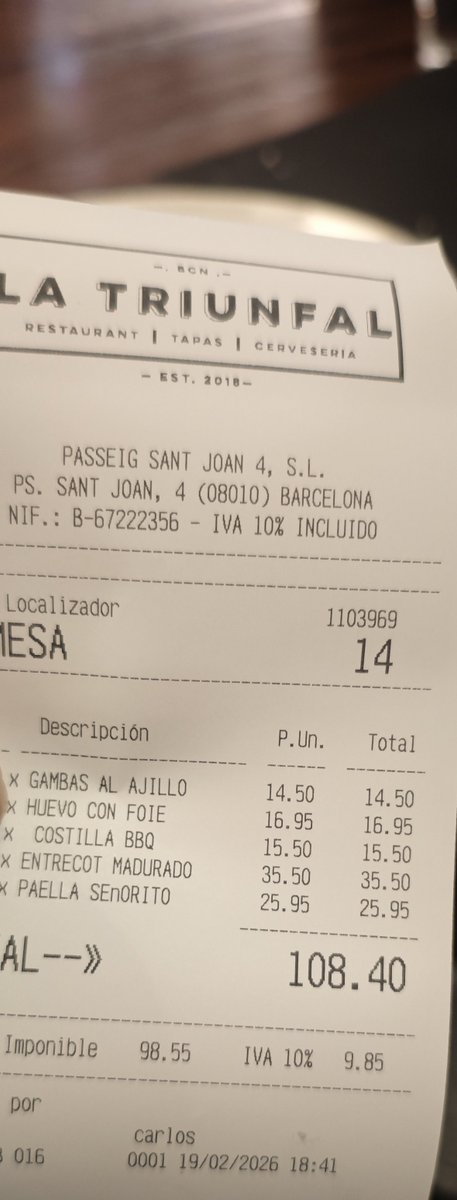 -. BCN .-
LA TRIUNFAL
RESTAURANT | TAPAS | CERVESERIA
- EST. 2018-
PASSEIG SANT JOAN 4, S.L.
PS. SANT JOAN, 4 (08010) BARCELONA
NIF.: B-67222356 - IVA 10% INCLUIDO
Localizador 1103969
MESA 14
Descripción P.Un. Total
x GAMBAS AL AJILLO 14.50 14.50
x HUEVO CON FOIE 16.95 16.95
x COSTILLA BBQ 15.50 15.50
x ENTRECOT MADURADO 35.50 35.50
x PAELLA SEnORITO 25.95 25.95
AL--» 108.40
Imponible 98.55 IVA 10% 9.85
por
carlos
016 0001 19/02/2026 18:41